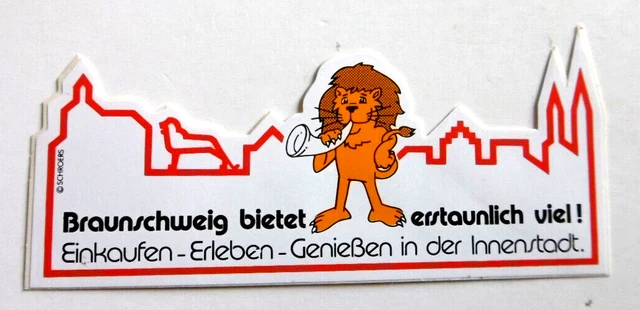 © SCHROERS
Braunschweig bietet erstaunlich viel!
Einkaufen - Erleben - Genießen in der Innenstadt.